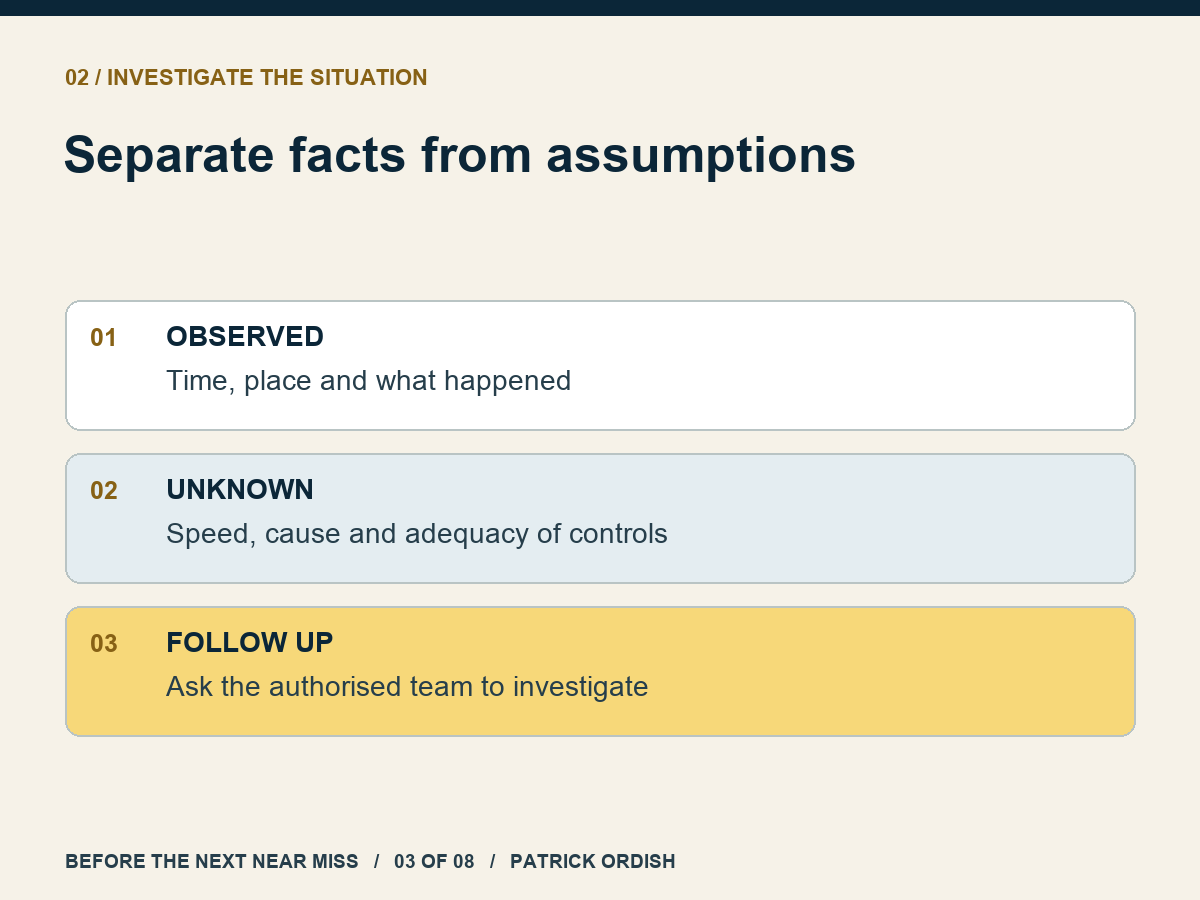 02 / INVESTIGATE THE SITUATION
Separate facts from assumptions
01
OBSERVED
Time, place and what happened
02
UNKNOWN
Speed, cause and adequacy of controls
03
FOLLOW UP
Ask the authorised team to investigate
BEFORE THE NEXT NEAR MISS / 03 OF 08 / PATRICK ORDISH